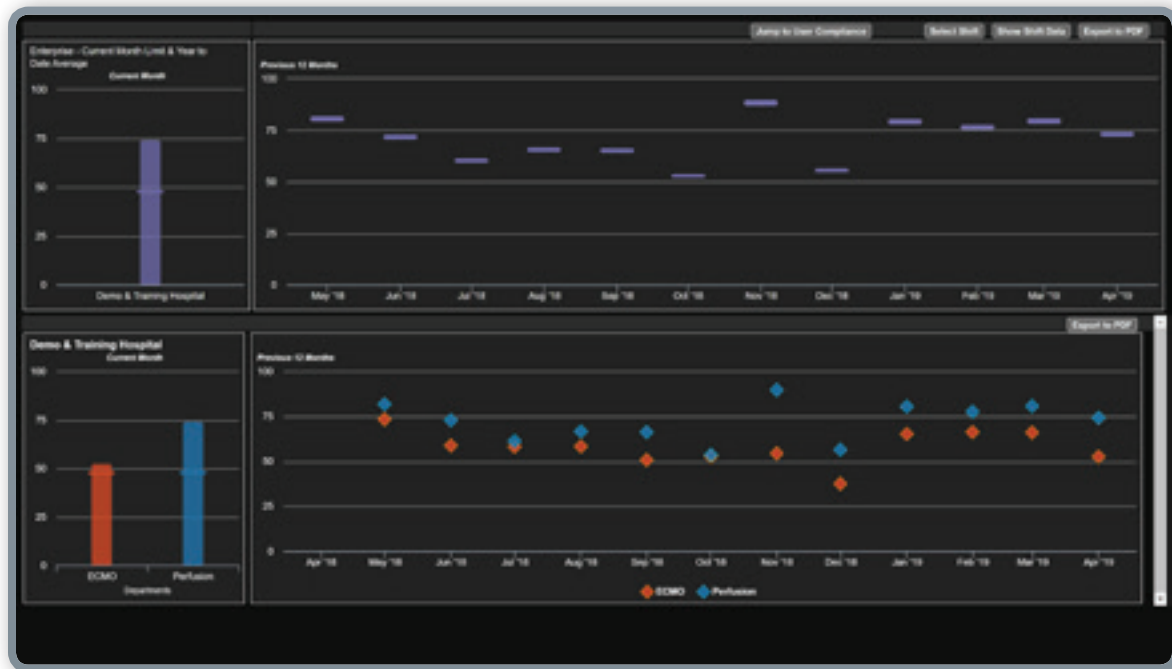 Jump to User Compliance Select Shift Show Shift Data Export to PDF
Enterprise - Current Month Limit & Year to
Date Average
Current Month
100
75
50
25
0
Demo & Training Hospital
Previous 12 Months
100
75
50
25
0
May '18 Jun '18 Jul '18 Aug '18 Sep '18 Oct '18 Nov '18 Dec '18 Jan '19 Feb '19 Mar '19 Apr '19
Export to PDF
Demo & Training Hospital
Current Month
100
75
50
25
0
ECMO Perfusion
Departments
Previous 12 Months
100
75
50
25
0
Apr '18 May '18 Jun '18 Jul '18 Aug '18 Sep '18 Oct '18 Nov '18 Dec '18 Jan '19 Feb '19 Mar '19 Apr '19
ECMO Perfusion